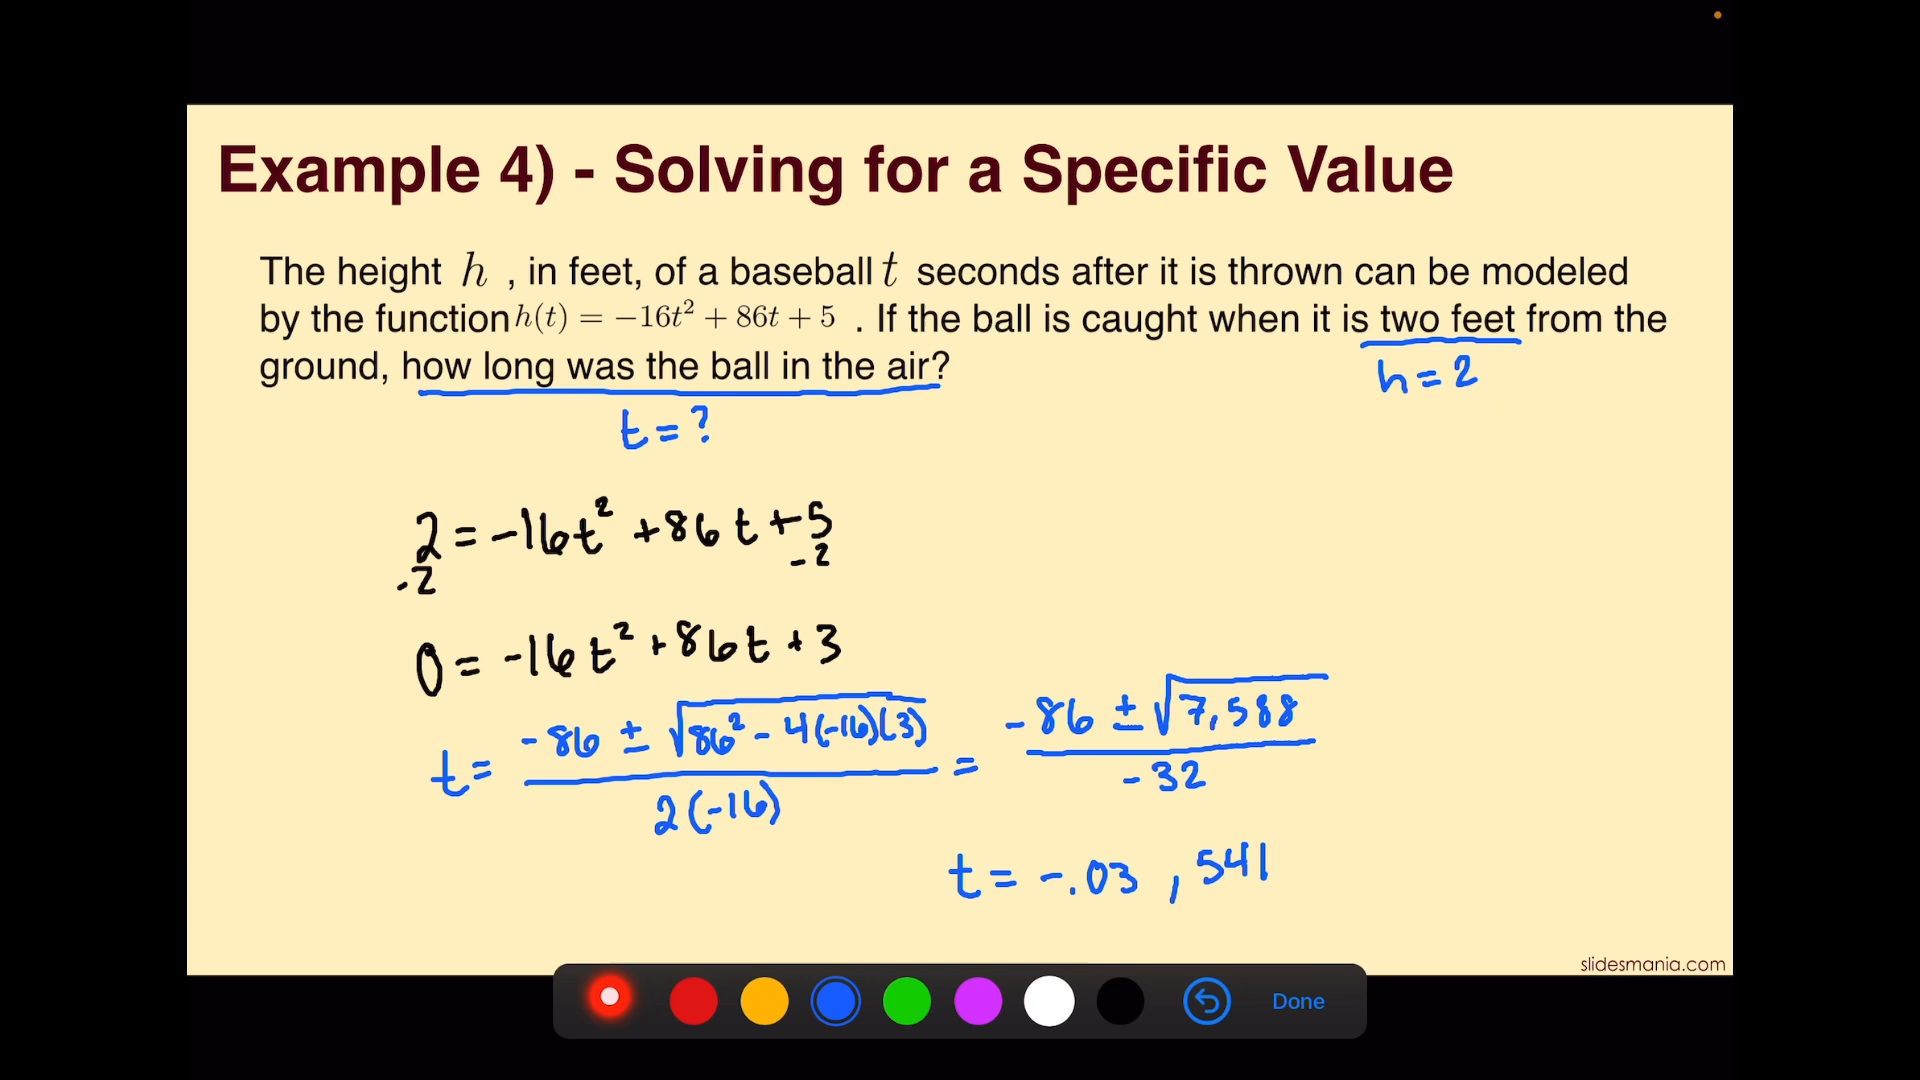 Example 4) - Solving for a Specific Value
The height h , in feet, of a baseball t seconds after it is thrown can be modeled
by the function h(t) = −16t² + 86t + 5 . If the ball is caught when it is two feet from the
ground, how long was the ball in the air?
h = 2
t = ?
2 = -16t² + 86t + 5
-2 -2
0 = -16t² + 86t + 3
t = (-86 ± √(86² - 4(-16)(3))) / 2(-16) = (-86 ± √7,588) / -32
t = -.03 , 541
slidesmania.com
Done